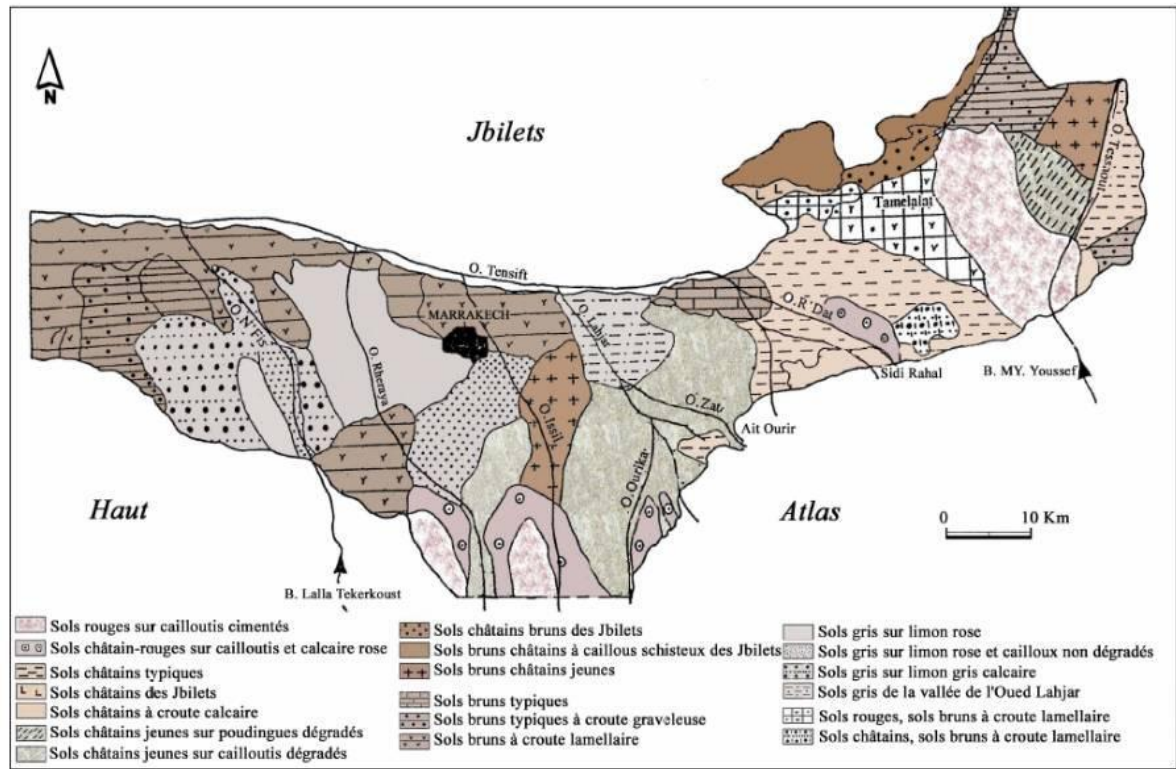 N
Jbilets
Tamelalat
O. Tessaout
O. Tensift
MARRAKECH
O. N'Fis
O. Rheraya
O. Lahjar
O.R'Dat
Sidi Rahal
B. MY. Youssef
O.Issil
O.Zat
Ait Ourir
O.Ourika
Haut
Atlas
0 10 Km
B. Lalla Tekerkoust
Sols rouges sur cailloutis cimentés
Sols châtain-rouges sur cailloutis et calcaire rose
Sols châtains typiques
Sols châtains des Jbilets
Sols châtains à croute calcaire
Sols châtains jeunes sur poudingues dégradés
Sols châtains jeunes sur cailloutis dégradés
Sols châtains bruns des Jbilets
Sols bruns châtains à caillous schisteux des Jbilets
Sols bruns châtains jeunes
Sols bruns typiques
Sols bruns typiques à croute graveleuse
Sols bruns à croute lamellaire
Sols gris sur limon rose
Sols gris sur limon rose et cailloux non dégradés
Sols gris sur limon gris calcaire
Sols gris de la vallée de l'Oued Lahjar
Sols rouges, sols bruns à croute lamellaire
Sols châtains, sols bruns à croute lamellaire